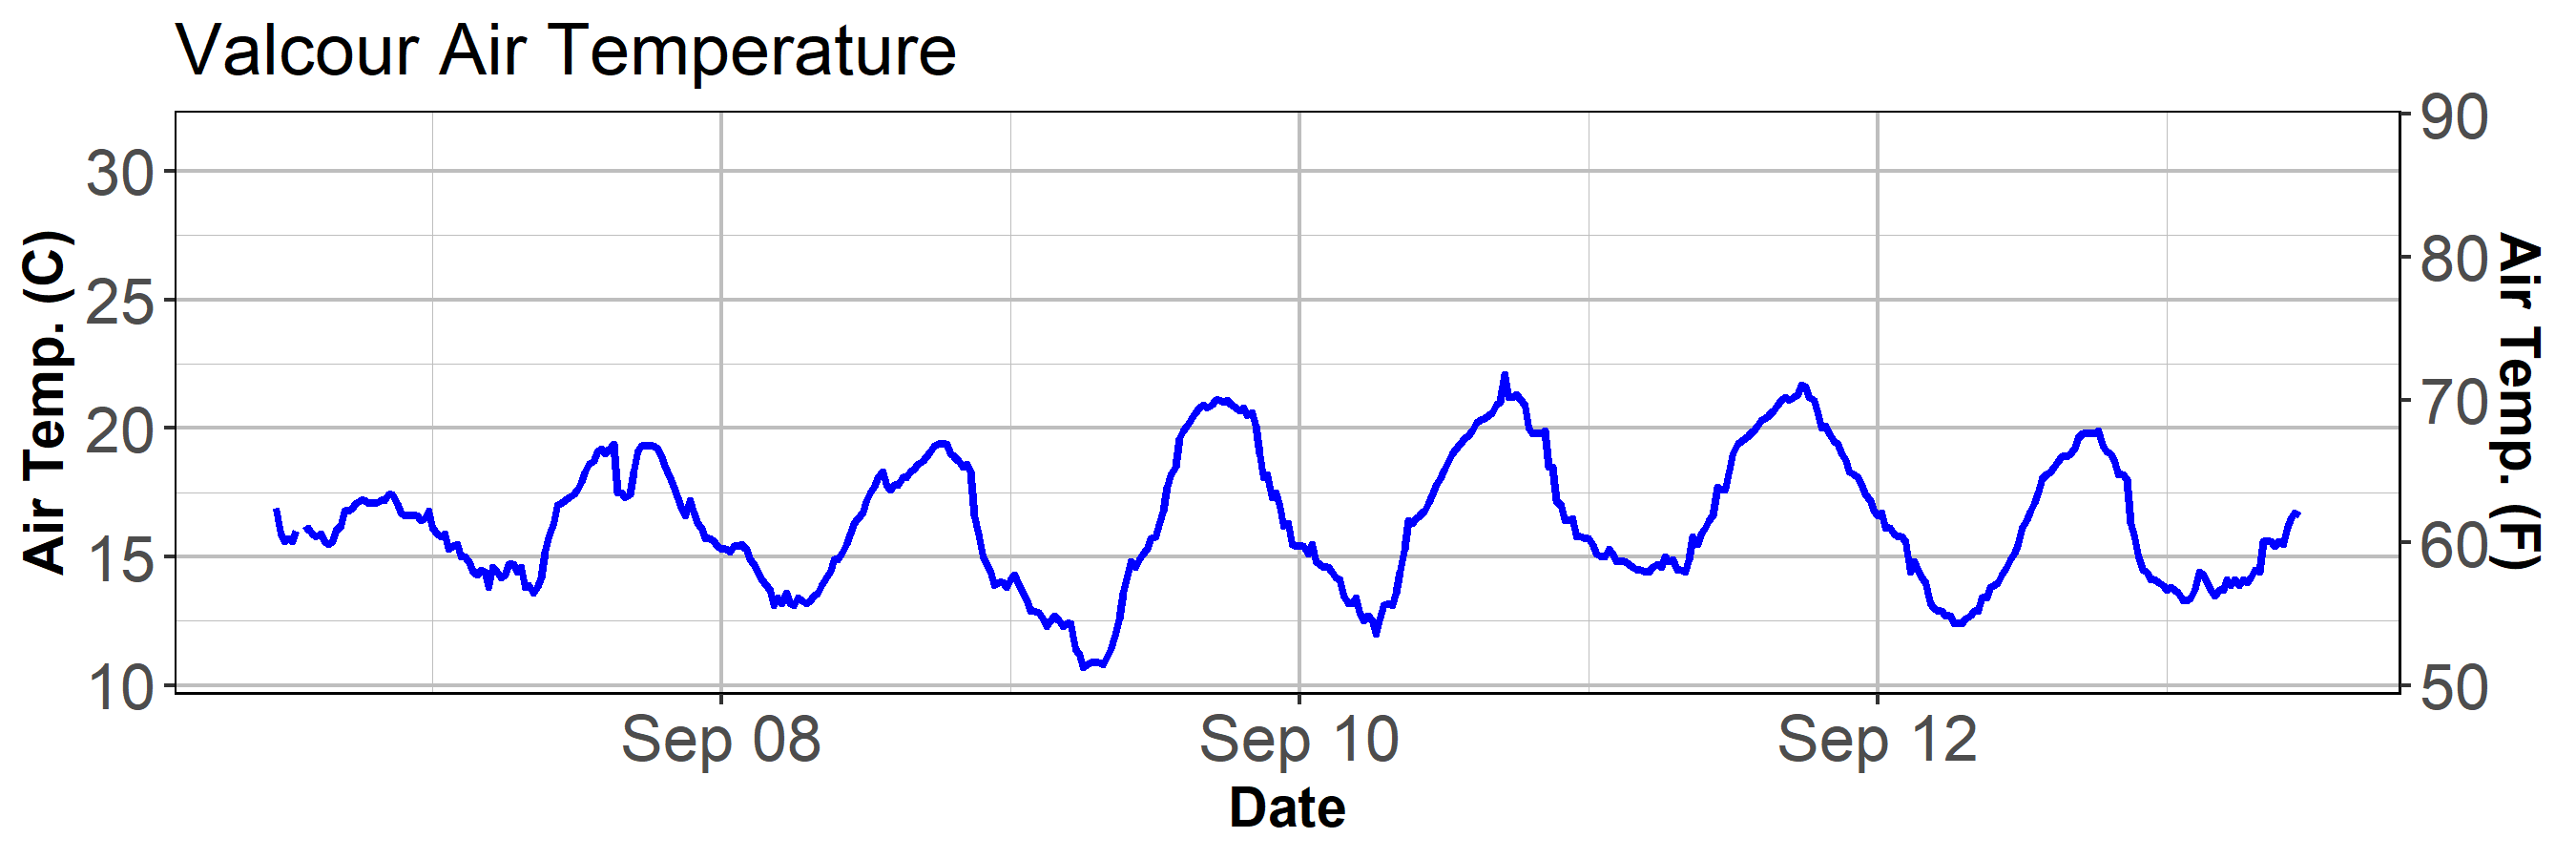 Valcour Air Temperature
Air Temp. (C)
30
25
20
15
10
90
80
70
60
50
Air Temp. (F)
Sep 08
Sep 10
Sep 12
Date